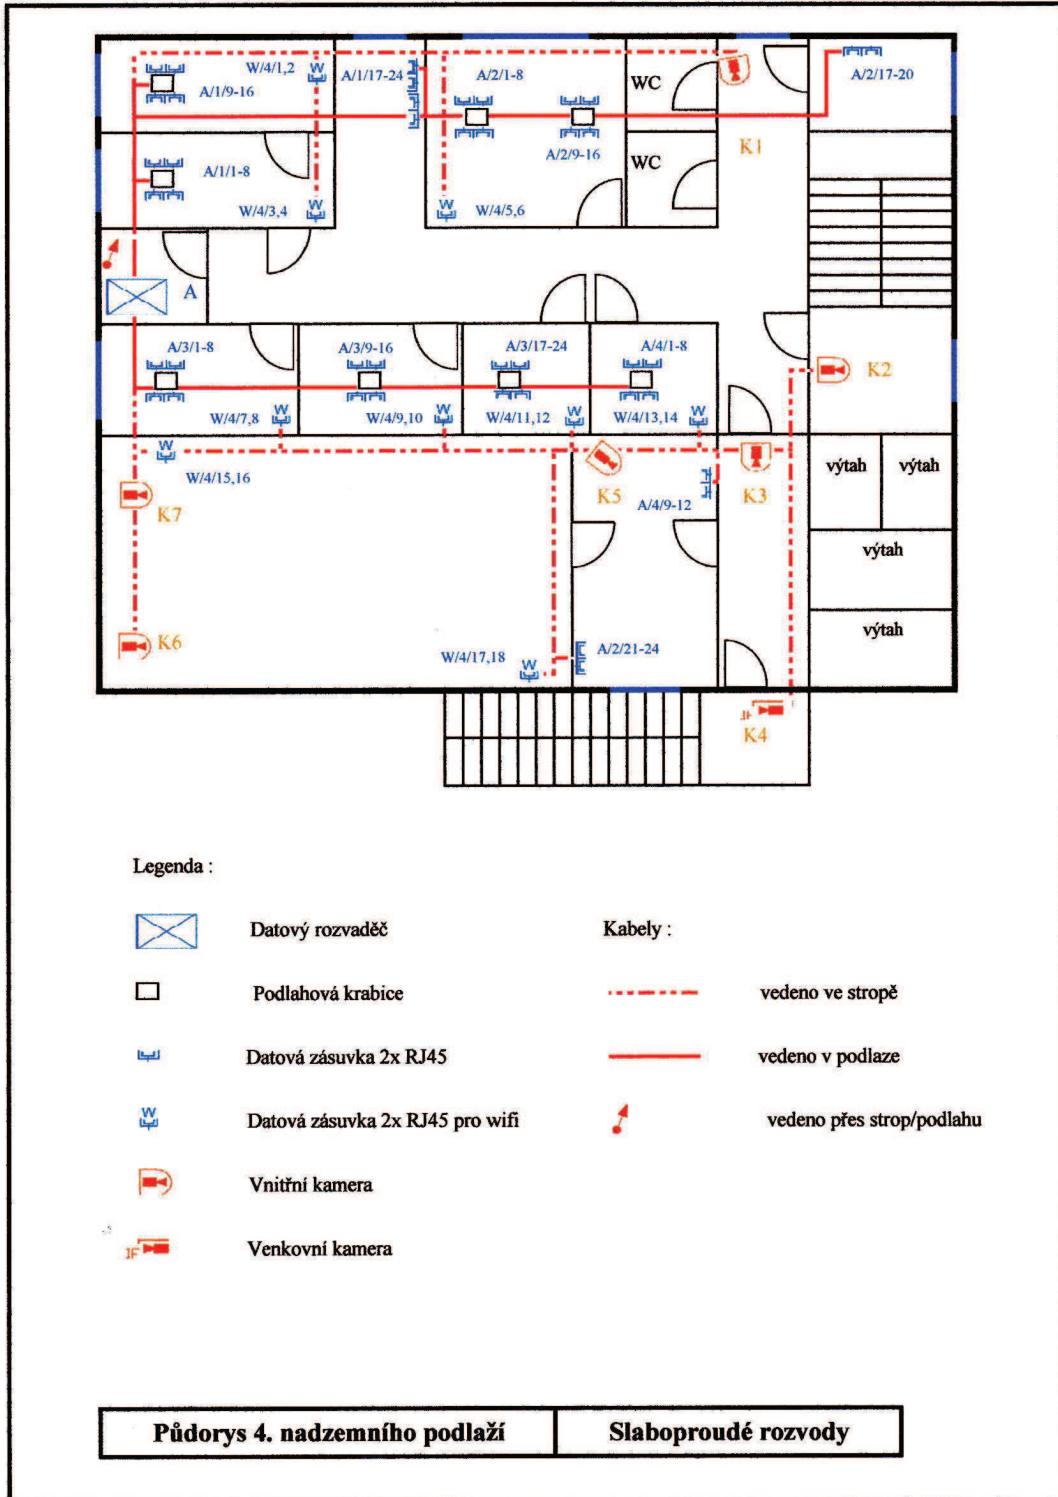 W/4/1,2
A/1/17-24
A/2/1-8
WC
A/2/17-20
A/1/9-16
K1
A/2/9-16
WC
A/1/1-8
W/4/3,4
W/4/5,6
A
A/3/1-8
A/3/9-16
A/3/17-24
A/4/1-8
K2
W/4/7,8
W/4/9,10
W/4/11,12
W/4/13,14
W/4/15,16
K7
K5
A/4/9-12
K3
výtah
výtah
výtah
výtah
K6
W/4/17,18
A/2/21-24
K4
Legenda :
Datový rozvaděč
Kabely :
Podlahová krabice
vedeno ve stropě
Datová zásuvka 2x RJ45
vedeno v podlaze
W
Datová zásuvka 2x RJ45 pro wifi
vedeno přes strop/podlahu
Vnitřní kamera
Venkovní kamera
Půdorys 4. nadzemního podlaží
Slaboproudé rozvody